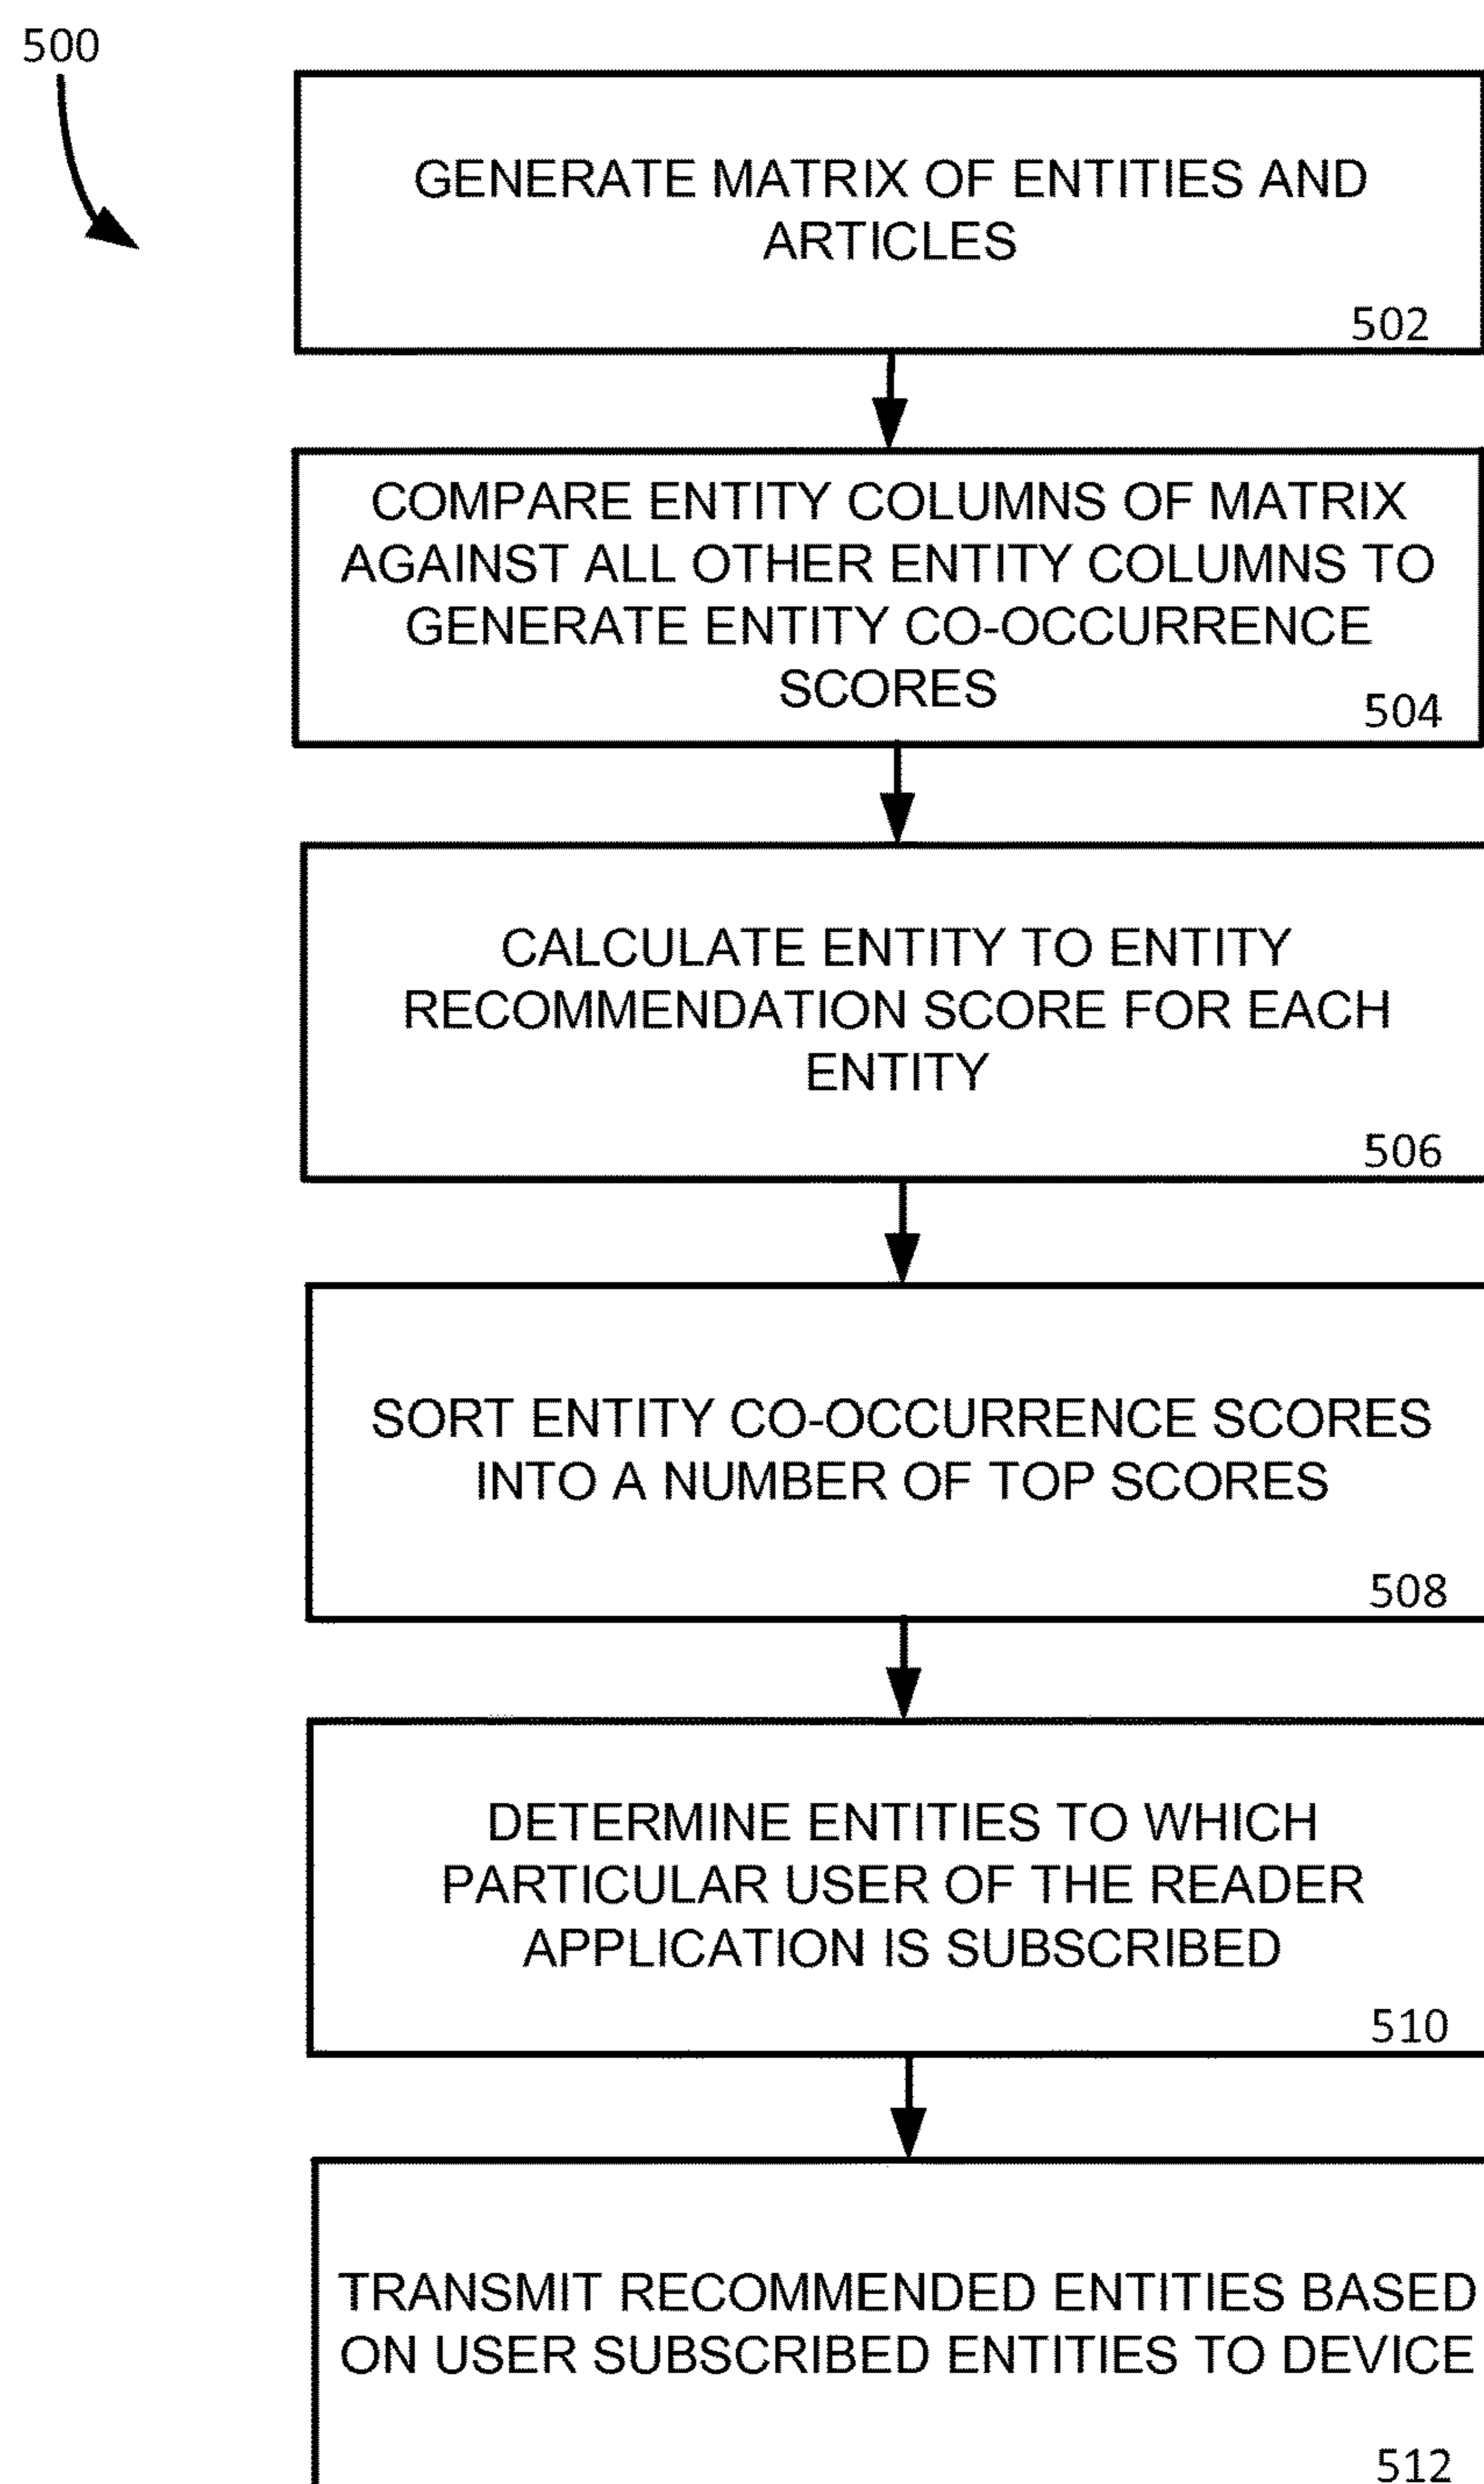 500
GENERATE MATRIX OF ENTITIES AND
ARTICLES
502
COMPARE ENTITY COLUMNS OF MATRIX
AGAINST ALL OTHER ENTITY COLUMNS TO
GENERATE ENTITY CO-OCCURRENCE
SCORES
504
CALCULATE ENTITY TO ENTITY
RECOMMENDATION SCORE FOR EACH
ENTITY
506
SORT ENTITY CO-OCCURRENCE SCORES
INTO A NUMBER OF TOP SCORES
508
DETERMINE ENTITIES TO WHICH
PARTICULAR USER OF THE READER
APPLICATION IS SUBSCRIBED
510
TRANSMIT RECOMMENDED ENTITIES BASED
ON USER SUBSCRIBED ENTITIES TO DEVICE
512